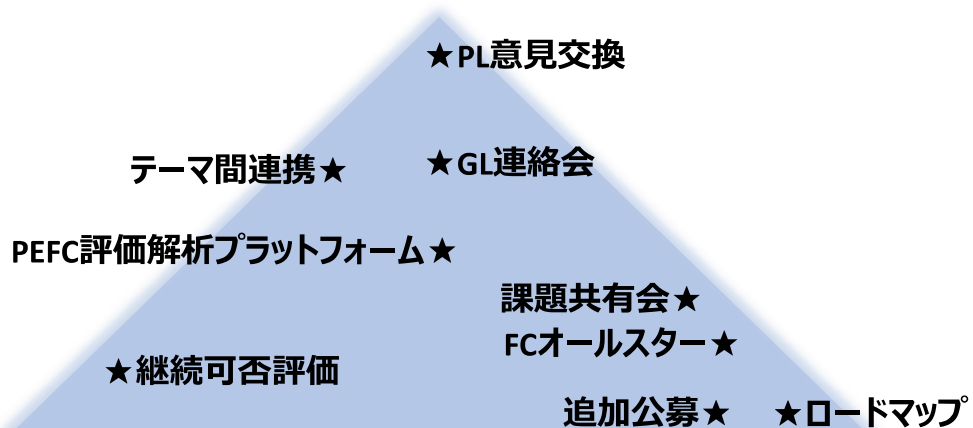 ★PL意見交換
テーマ間連携★
★GL連絡会
PEFC評価解析プラットフォーム★
課題共有会★
FCオールスター★
★継続可否評価
追加公募★
★ロードマップ